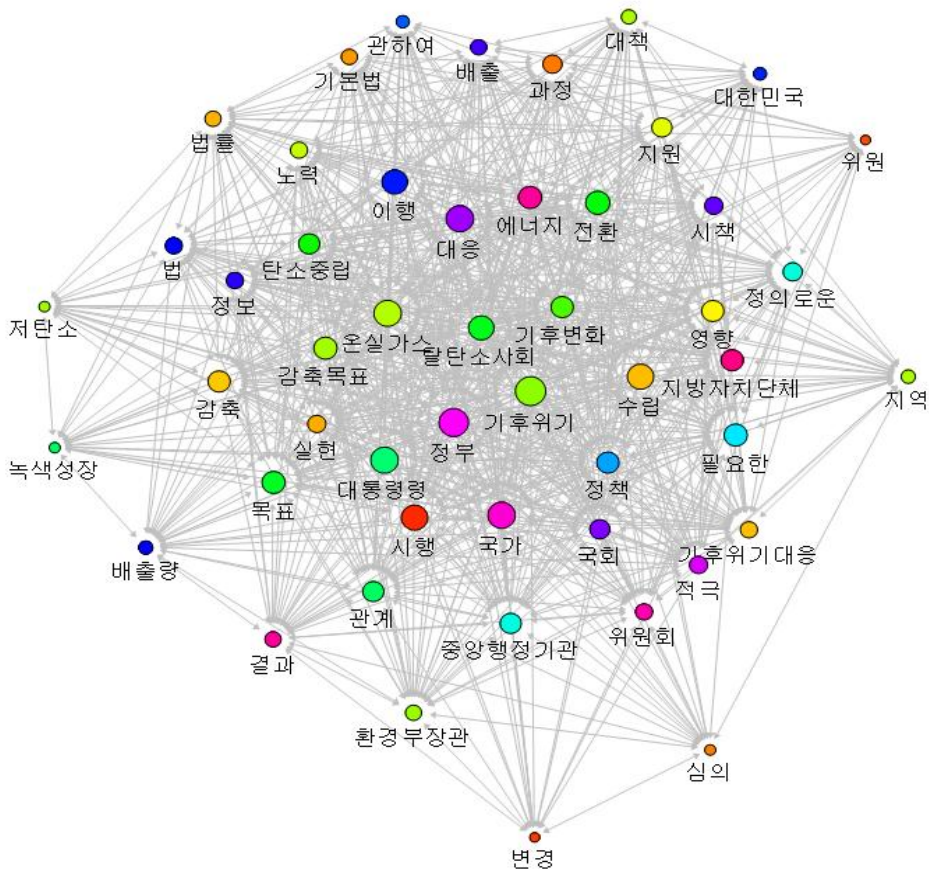 관하여
대책
배출
기본법
과정
대한민국
법률
지원
위원
노력
이행
에너지
전환
시책
대응
법
탄소중립
정보
정의로운
저탄소
온실가스
탈탄소사회
기후변화
영향
감축목표
지방자치단체
감축
기후위기
수립
지역
실현
정부
필요한
녹색성장
대통령령
정책
목표
시행
국가
국회
기후위기대응
배출량
적극
관계
중앙행정기관
위원회
결과
환경부장관
심의
변경